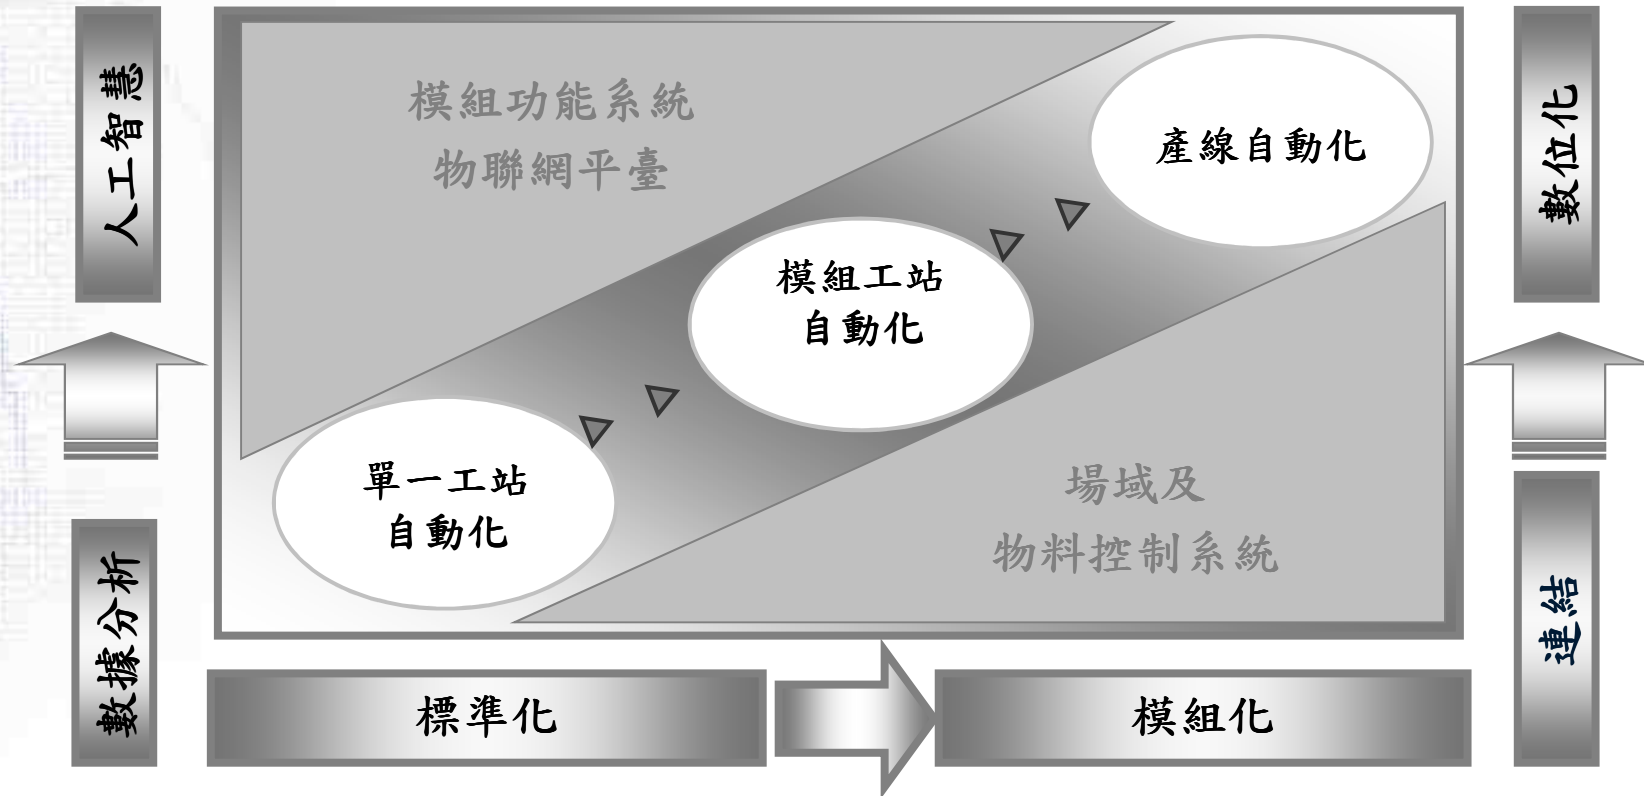 人工智慧
模組功能系統
物聯網平臺
產線自動化
數位化
模組工站
自動化
單一工站
自動化
場域及
物料控制系統
數據分析
連結
標準化
模組化